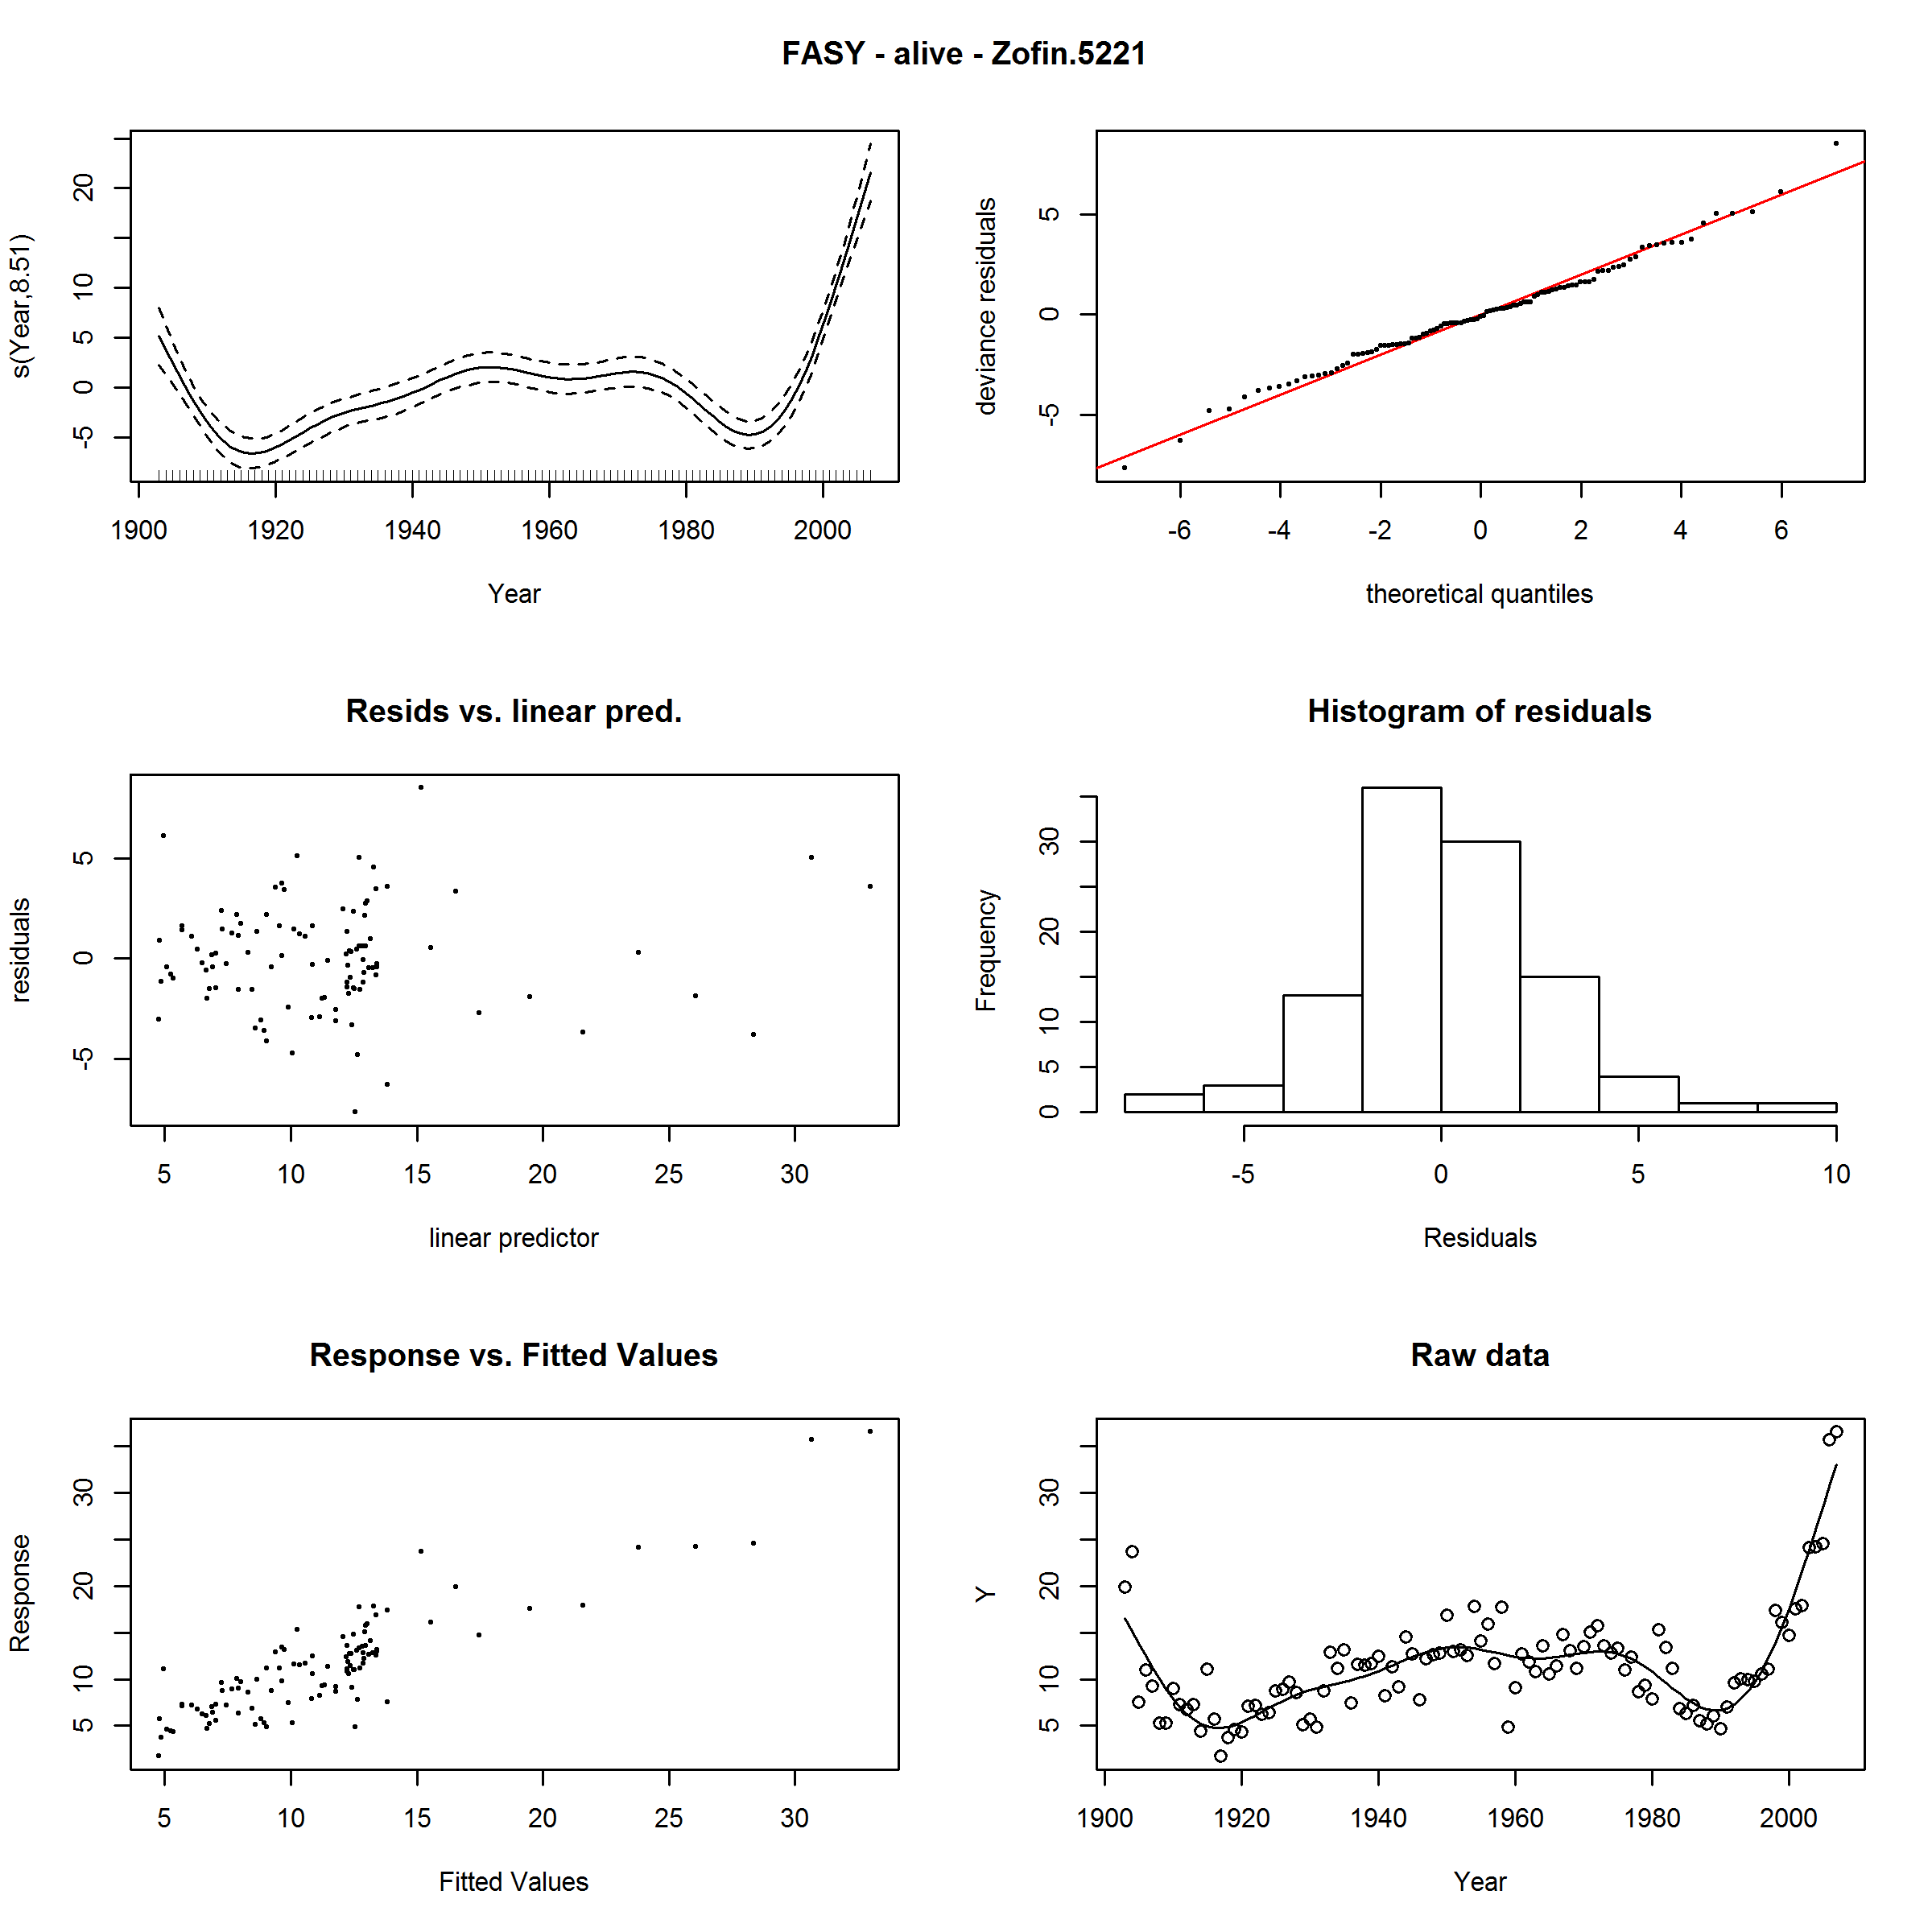 FASY - alive - Zofin.5221
s(Year,8.51)
-5 0 5 10 20
1900 1920 1940 1960 1980 2000
Year
deviance residuals
-5 0 5
-6 -4 -2 0 2 4 6
theoretical quantiles
Resids vs. linear pred.
residuals
-5 0 5
5 10 15 20 25 30
linear predictor
Histogram of residuals
Frequency
0 5 10 20 30
-5 0 5 10
Residuals
Response vs. Fitted Values
Response
5 10 20 30
5 10 15 20 25 30
Fitted Values
Raw data
Y
5 10 20 30
1900 1920 1940 1960 1980 2000
Year